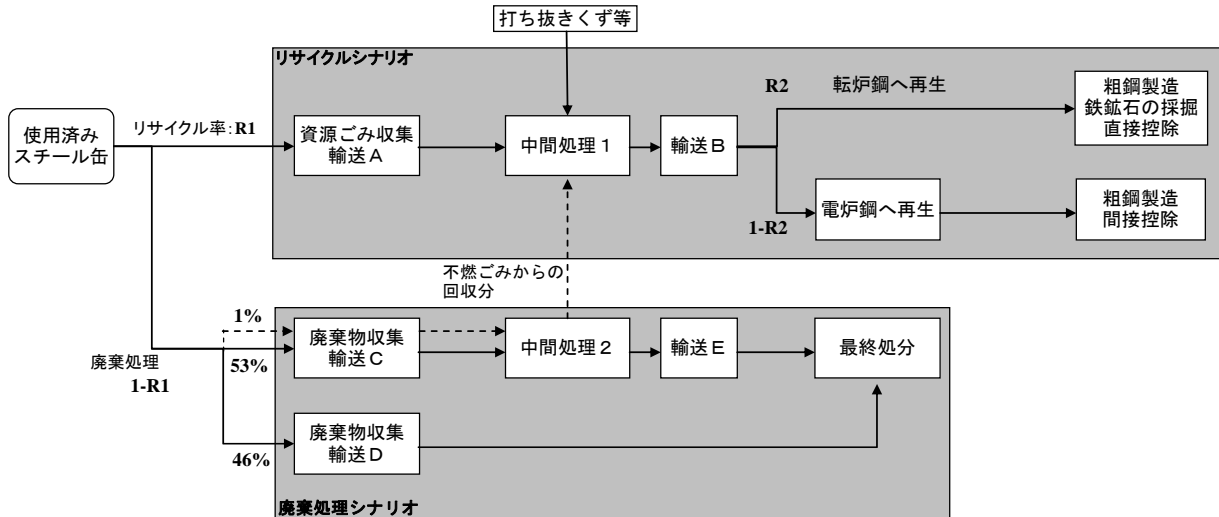 打ち抜きくず等
リサイクルシナリオ
使用済み
スチール缶
リサイクル率：R1
資源ごみ収集
輸送A
中間処理１
輸送B
R2
転炉鋼へ再生
粗鋼製造
鉄鉱石の採掘
直接控除
1-R2
電炉鋼へ再生
粗鋼製造
間接控除
不燃ごみからの
回収分
廃棄処理
1-R1
1%
53%
46%
廃棄物収集
輸送C
中間処理２
輸送E
最終処分
廃棄物収集
輸送D
廃棄処理シナリオ